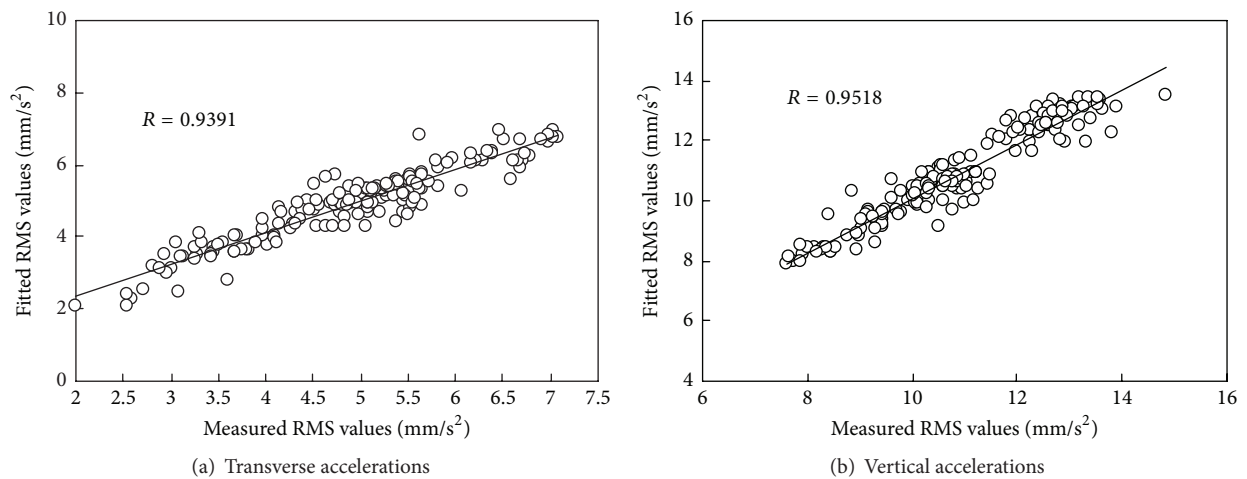 10
8
6
4
2
0
Fitted RMS values (mm/s²)
R = 0.9391
2 2.5 3 3.5 4 4.5 5 5.5 6 6.5 7 7.5
Measured RMS values (mm/s²)
(a) Transverse accelerations
16
14
12
10
8
6
4
Fitted RMS values (mm/s²)
R = 0.9518
6 8 10 12 14 16
Measured RMS values (mm/s²)
(b) Vertical accelerations